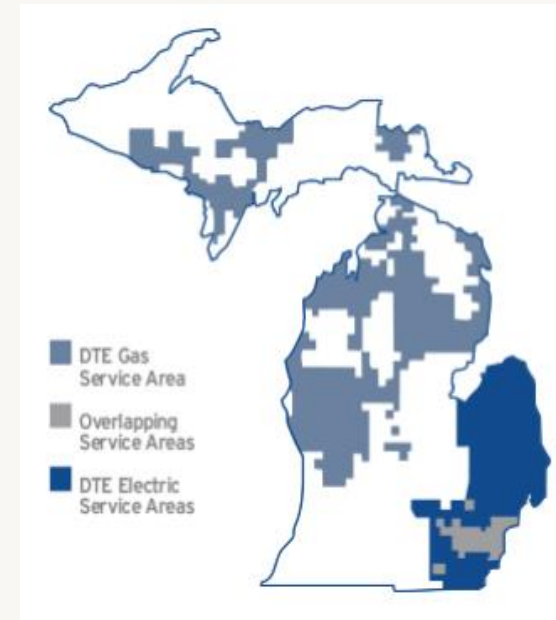 DTE Gas
Service Area
Overlapping
Service Areas
DTE Electric
Service Areas